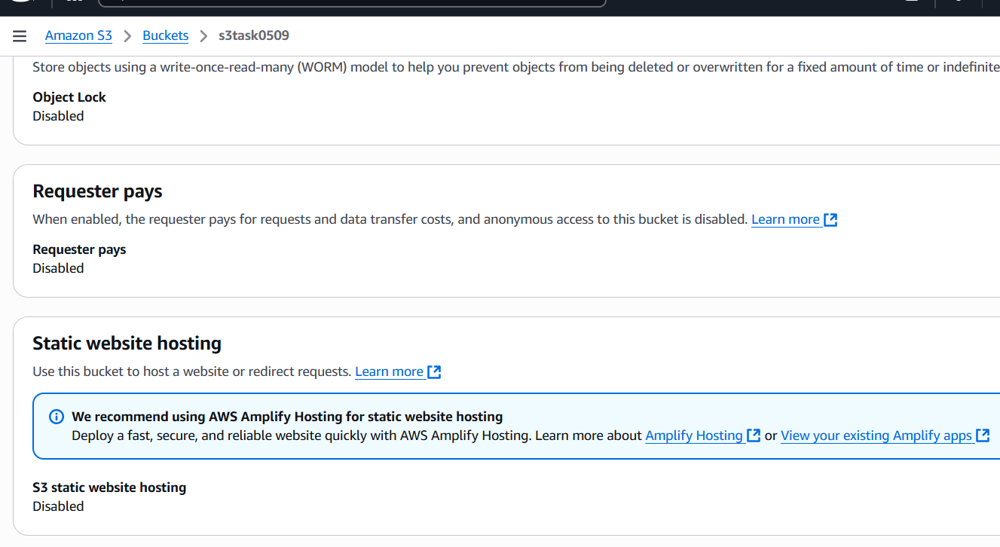 Amazon S3 > Buckets > s3task0509
Store objects using a write-once-read-many (WORM) model to help you prevent objects from being deleted or overwritten for a fixed amount of time or indefinite
Object Lock
Disabled
Requester pays
When enabled, the requester pays for requests and data transfer costs, and anonymous access to this bucket is disabled. Learn more
Requester pays
Disabled
Static website hosting
Use this bucket to host a website or redirect requests. Learn more
We recommend using AWS Amplify Hosting for static website hosting
Deploy a fast, secure, and reliable website quickly with AWS Amplify Hosting. Learn more about Amplify Hosting or View your existing Amplify apps
S3 static website hosting
Disabled